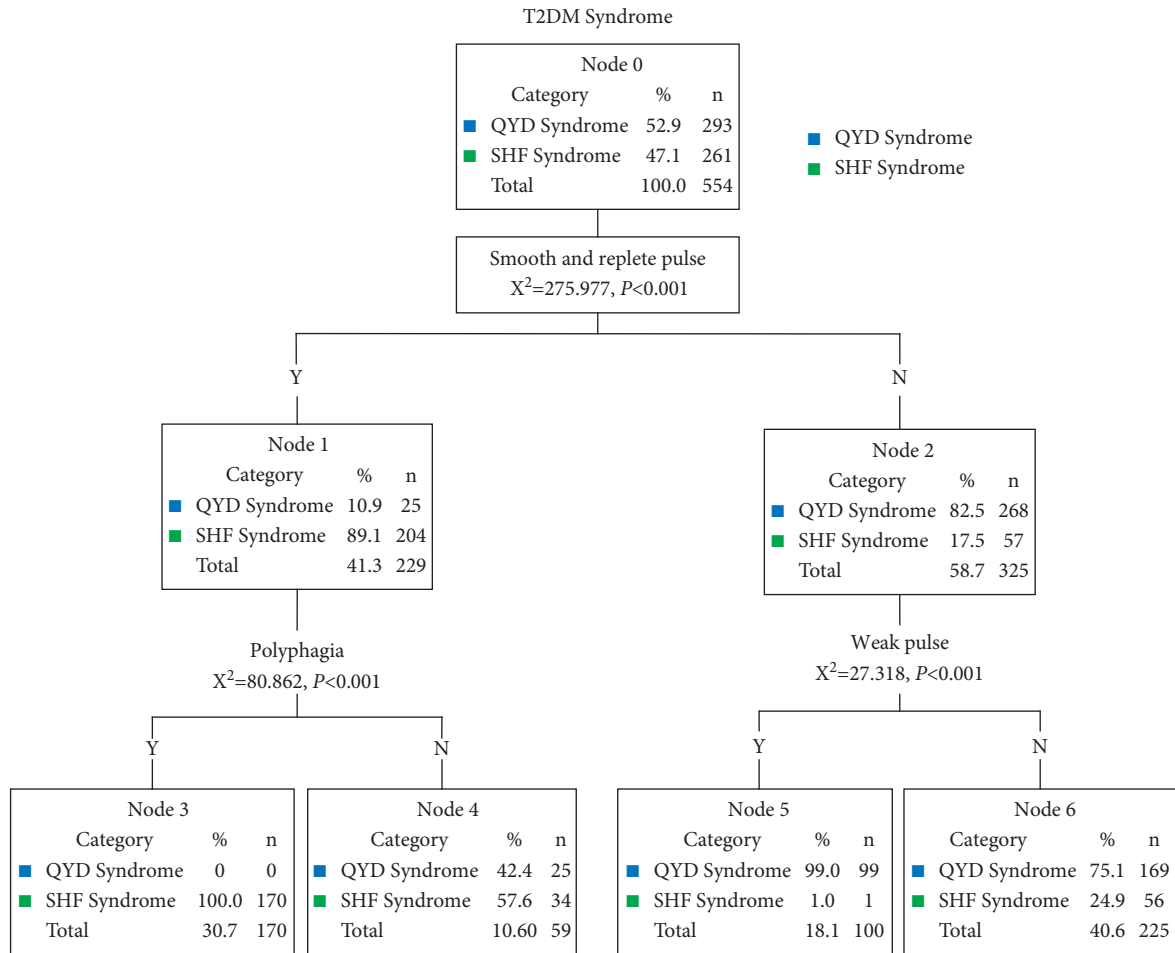 T2DM Syndrome
Node 0
Category % n
QYD Syndrome 52.9 293
SHF Syndrome 47.1 261
Total 100.0 554
QYD Syndrome
SHF Syndrome
Smooth and replete pulse
X²=275.977, P<0.001
Y
N
Node 1
Category % n
QYD Syndrome 10.9 25
SHF Syndrome 89.1 204
Total 41.3 229
Node 2
Category % n
QYD Syndrome 82.5 268
SHF Syndrome 17.5 57
Total 58.7 325
Polyphagia
X²=80.862, P<0.001
Weak pulse
X²=27.318, P<0.001
Y
N
Y
N
Node 3
Category % n
QYD Syndrome 0 0
SHF Syndrome 100.0 170
Total 30.7 170
Node 4
Category % n
QYD Syndrome 42.4 25
SHF Syndrome 57.6 34
Total 10.60 59
Node 5
Category % n
QYD Syndrome 99.0 99
SHF Syndrome 1.0 1
Total 18.1 100
Node 6
Category % n
QYD Syndrome 75.1 169
SHF Syndrome 24.9 56
Total 40.6 225